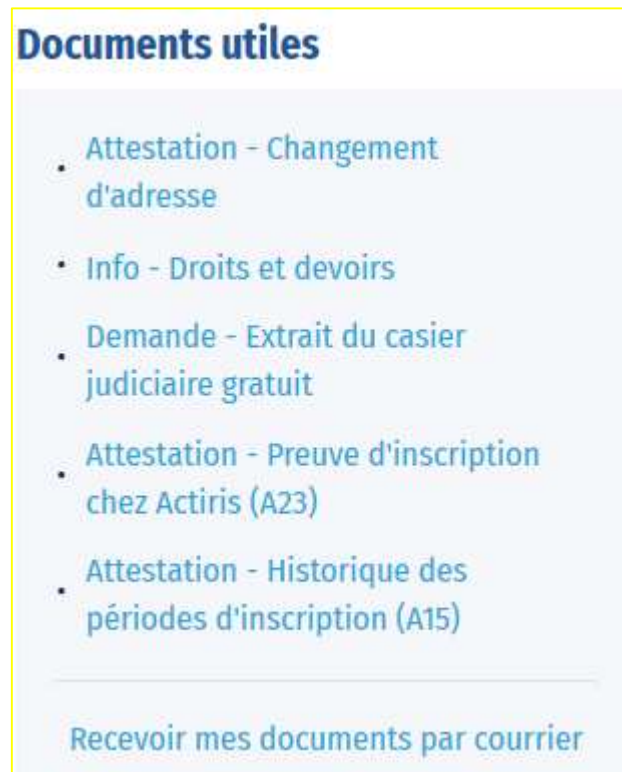 Documents utiles
Attestation - Changement
d'adresse
Info - Droits et devoirs
Demande - Extrait du casier
judiciaire gratuit
Attestation - Preuve d'inscription
chez Actiris (A23)
Attestation - Historique des
périodes d'inscription (A15)
Recevoir mes documents par courrier